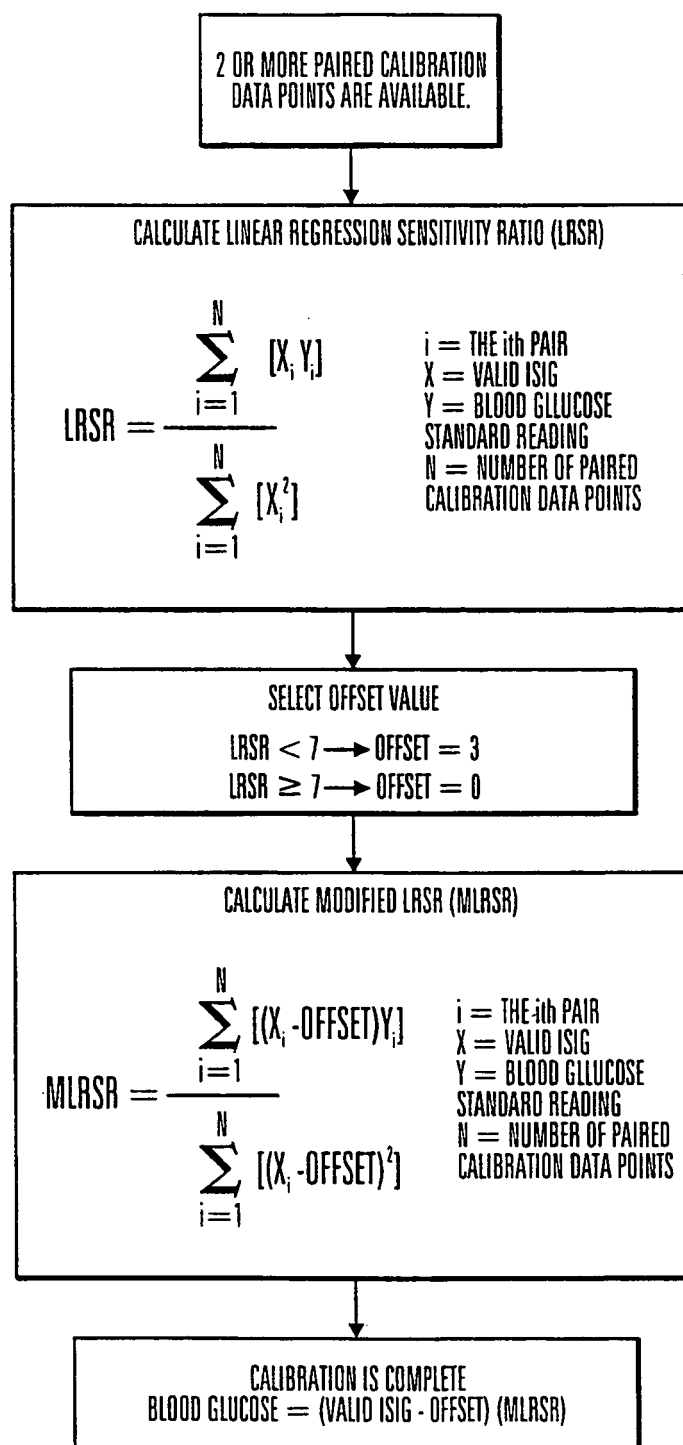 2 OR MORE PAIRED CALIBRATION
DATA POINTS ARE AVAILABLE.
CALCULATE LINEAR REGRESSION SENSITIVITY RATIO (LRSR)
LRSR =
N
∑ [X_i Y_i]
i=1
N
∑ [X_i^2]
i=1
i = THE ith PAIR
X = VALID ISIG
Y = BLOOD GLLUCOSE
STANDARD READING
N = NUMBER OF PAIRED
CALIBRATION DATA POINTS
SELECT OFFSET VALUE
LRSR < 7 → OFFSET = 3
LRSR ≥ 7 → OFFSET = 0
CALCULATE MODIFIED LRSR (MLRSR)
MLRSR =
N
∑ [(X_i -OFFSET)Y_i]
i=1
N
∑ [(X_i -OFFSET)^2]
i=1
i = THE ith PAIR
X = VALID ISIG
Y = BLOOD GLLUCOSE
STANDARD READING
N = NUMBER OF PAIRED
CALIBRATION DATA POINTS
CALIBRATION IS COMPLETE
BLOOD GLUCOSE = (VALID ISIG - OFFSET) (MLRSR)